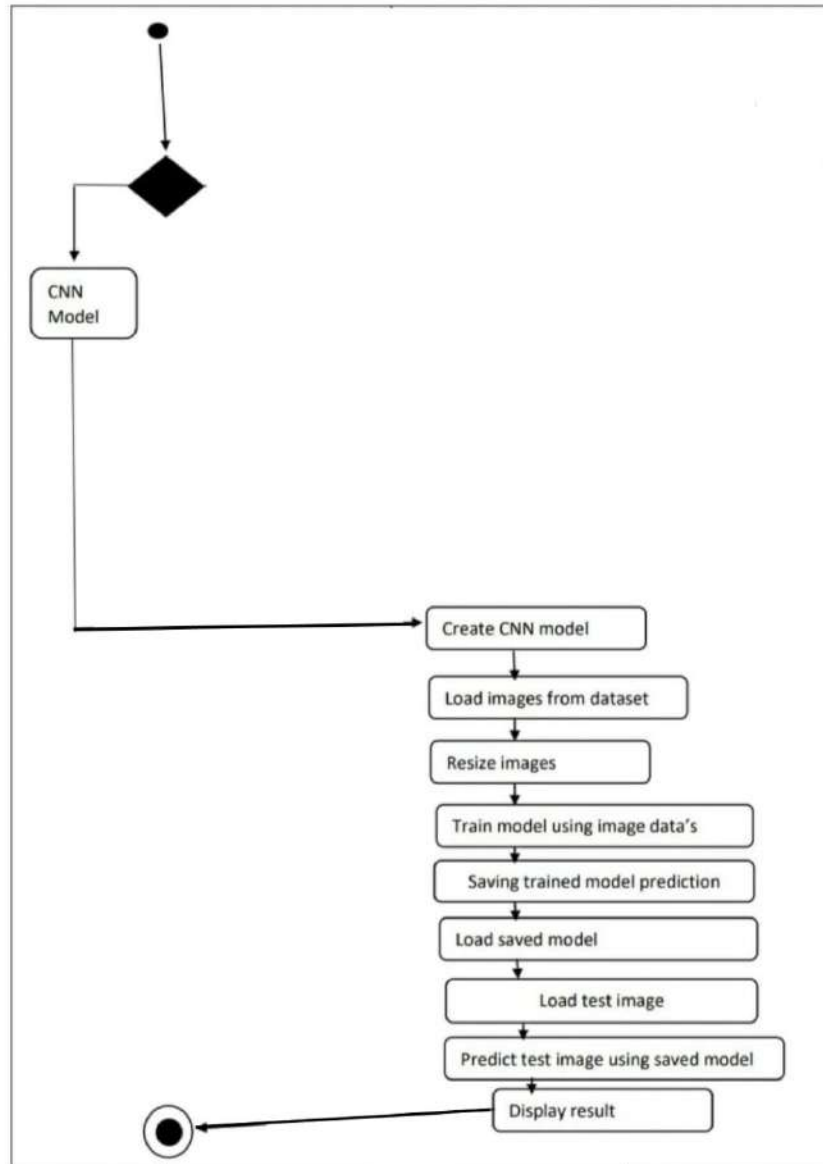 CNN
Model
Create CNN model
Load images from dataset
Resize images
Train model using image data's
Saving trained model prediction
Load saved model
Load test image
Predict test image using saved model
Display result